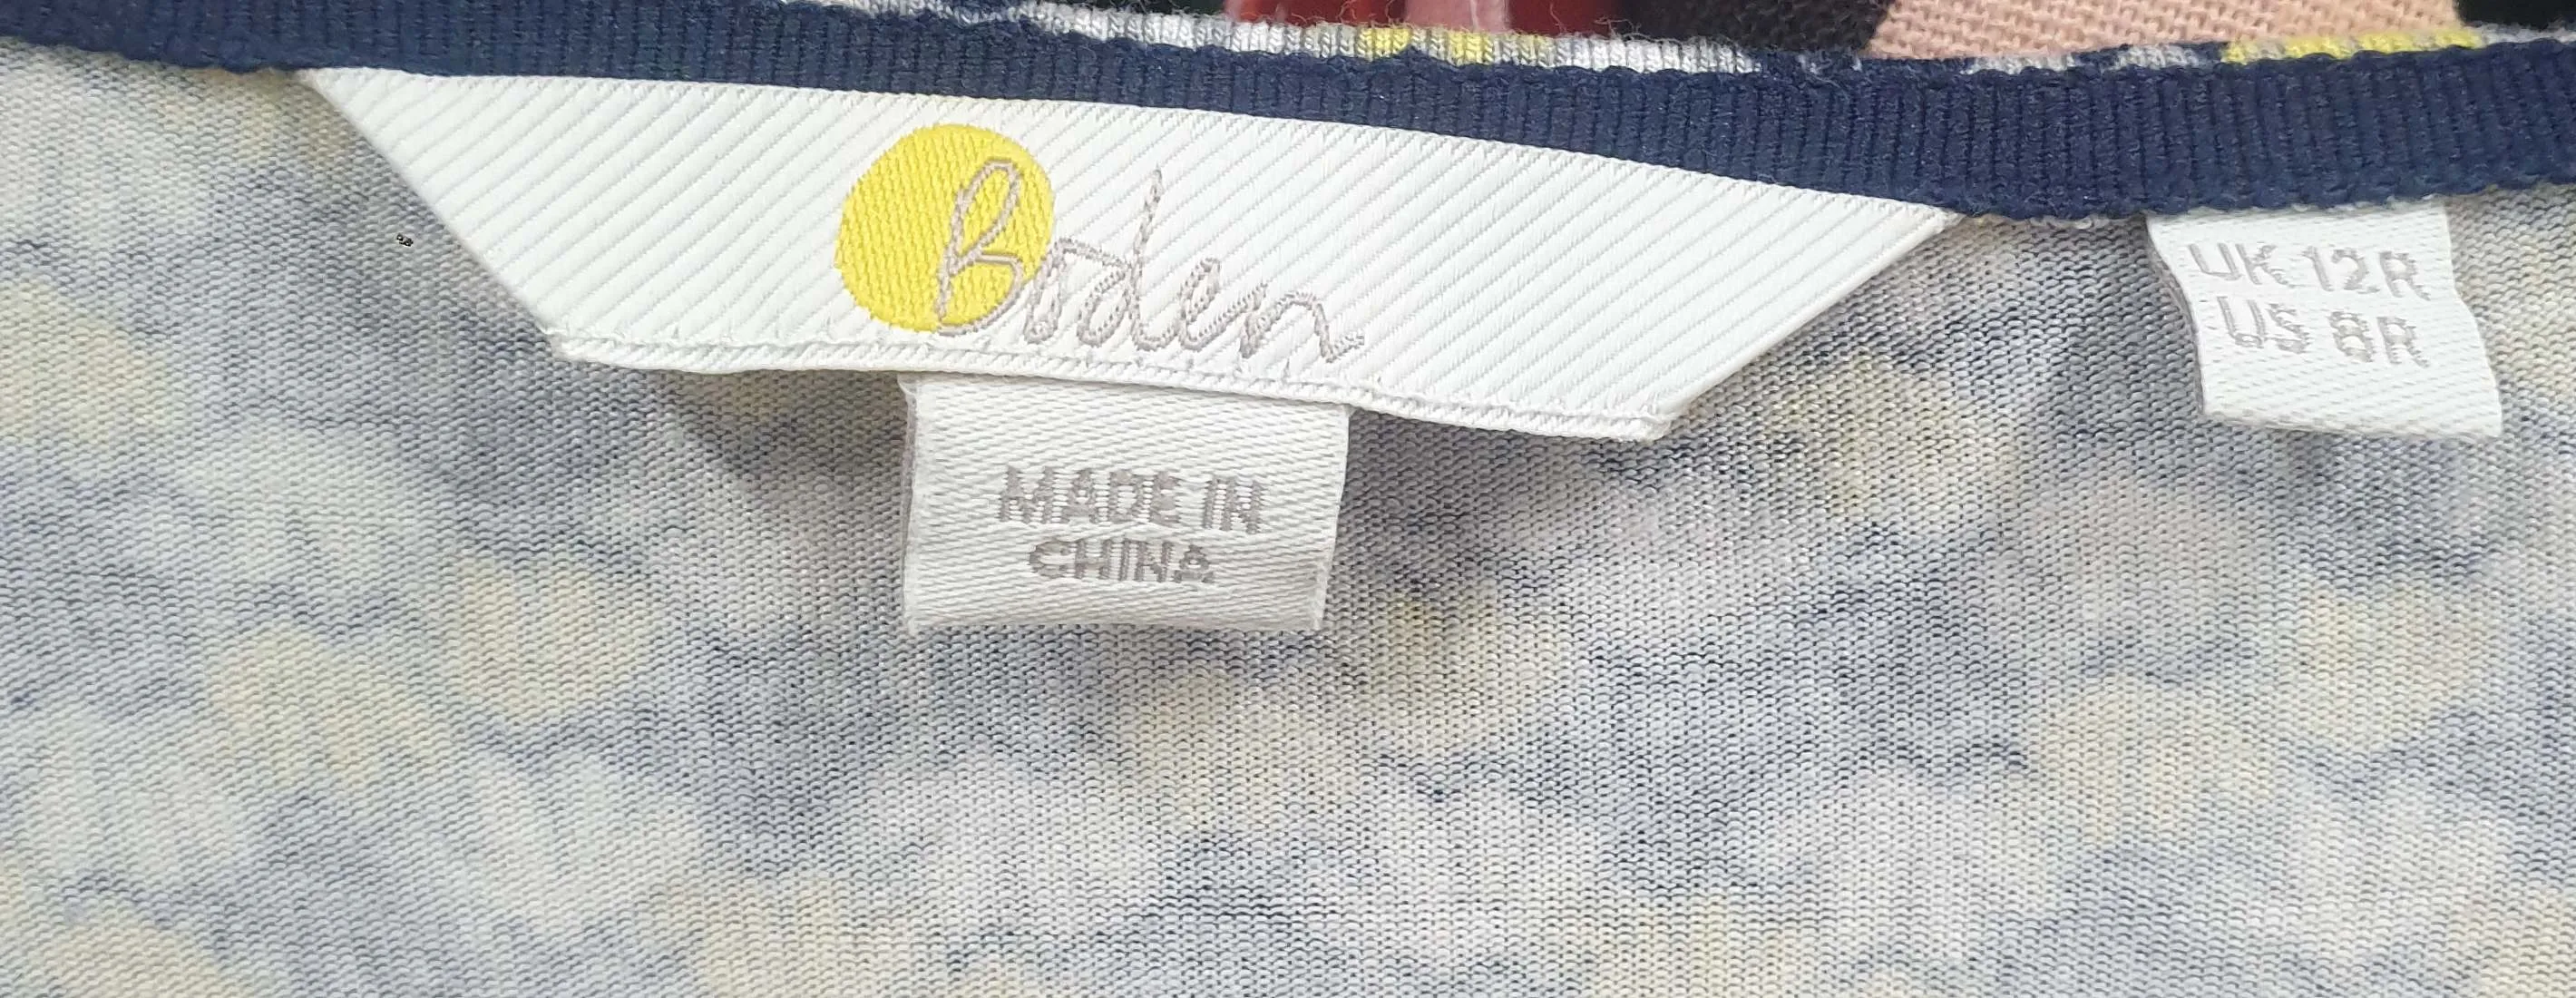 Boden
MADE IN
CHINA
UK 12R
US 8R